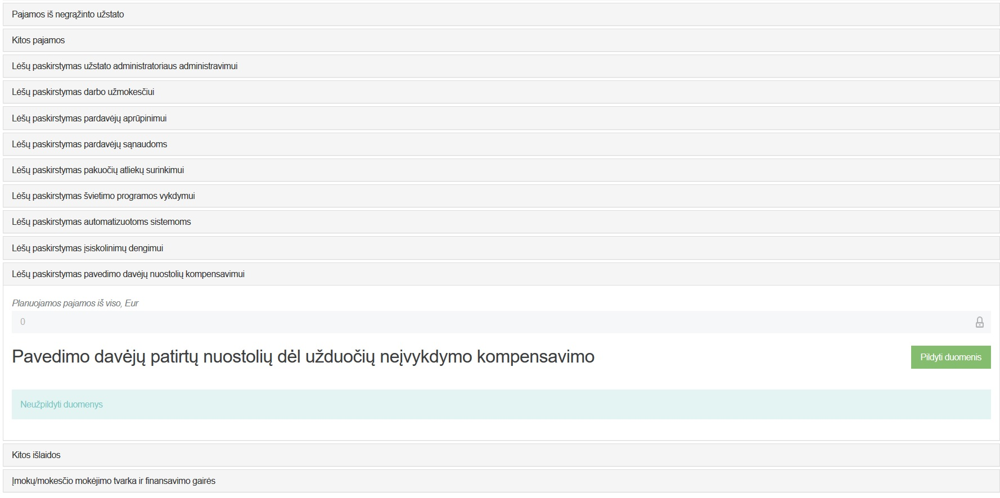 Pajamos iš negrąžinto užstato
Kitos pajamos
Lėšų paskirstymas užstato administratoriaus administravimui
Lėšų paskirstymas darbo užmokesčiui
Lėšų paskirstymas pardavėjų aprūpinimui
Lėšų paskirstymas pardavėjų sąnaudoms
Lėšų paskirstymas pakuočių atliekų surinkimui
Lėšų paskirstymas švietimo programos vykdymui
Lėšų paskirstymas automatizuotoms sistemoms
Lėšų paskirstymas įsiskolinimų dengimui
Lėšų paskirstymas pavedimo davėjų nuostolių kompensavimui
Planuojamos pajamos iš viso, Eur
0
Pavedimo davėjų patirtų nuostolių dėl užduočių neįvykdymo kompensavimo
Pildyti duomenis
Neužpildyti duomenys
Kitos išlaidos
Įmokų/mokesčio mokėjimo tvarka ir finansavimo gairės